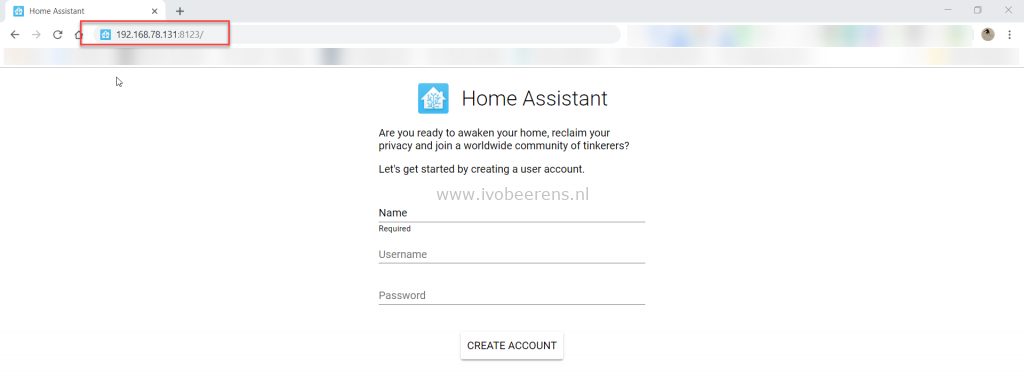 Home Assistant
192.168.78.131:8123/
Home Assistant
Are you ready to awaken your home, reclaim your
privacy and join a worldwide community of tinkerers?
Let's get started by creating a user account.
www.ivobeerens.nl
Name
Required
Username
Password
CREATE ACCOUNT